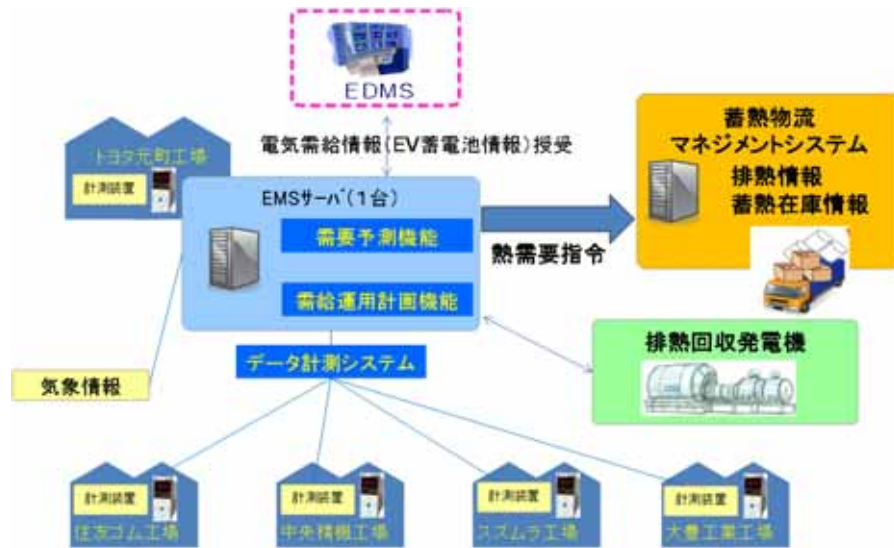 EDMS
電気需給情報(EV蓄電池情報)授受
トヨタ元町工場
計測装置
EMSサーバ(1台)
需要予測機能
需給運用計画機能
熱需要指令
蓄熱物流
マネジメントシステム
排熱情報
蓄熱在庫情報
排熱回収発電機
データ計測システム
気象情報
計測装置
住友ゴム工場
計測装置
中央精機工場
計測装置
スズムラ工場
計測装置
大豊工業工場